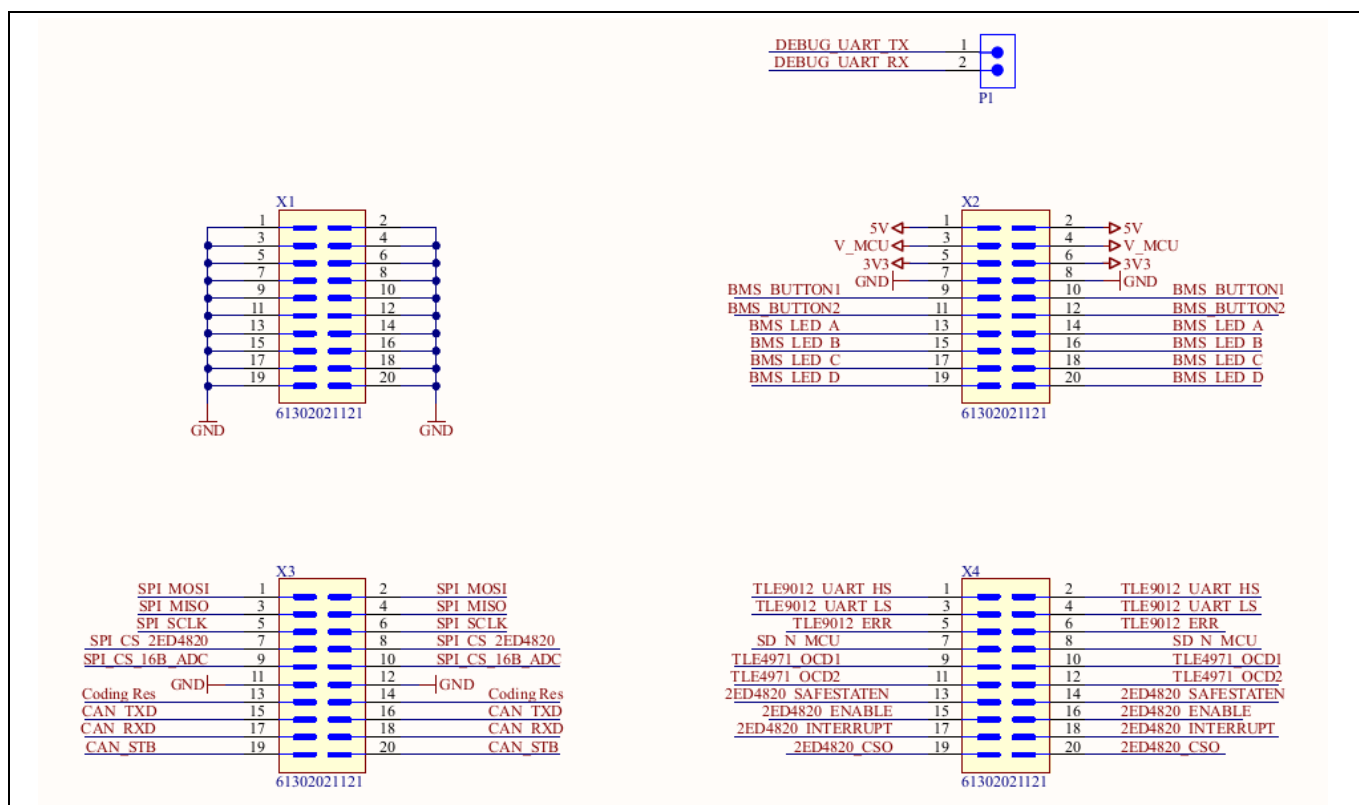 DEBUG_UART_TX 1
DEBUG_UART_RX 2
P1
X1
1 2
3 4
5 6
7 8
9 10
11 12
13 14
15 16
17 18
19 20
61302021121
GND GND
X2
5V 1 2 5V
V_MCU 3 4 V_MCU
3V3 5 6 3V3
GND 7 8 GND
BMS_BUTTON1 9 10 BMS_BUTTON1
BMS_BUTTON2 11 12 BMS_BUTTON2
BMS_LED_A 13 14 BMS_LED_A
BMS_LED_B 15 16 BMS_LED_B
BMS_LED_C 17 18 BMS_LED_C
BMS_LED_D 19 20 BMS_LED_D
61302021121
X3
SPI_MOSI 1 2 SPI_MOSI
SPI_MISO 3 4 SPI_MISO
SPI_SCLK 5 6 SPI_SCLK
SPI_CS_2ED4820 7 8 SPI_CS_2ED4820
SPI_CS_16B_ADC 9 10 SPI_CS_16B_ADC
GND 11 12 GND
Coding Res 13 14 Coding Res
CAN_TXD 15 16 CAN_TXD
CAN_RXD 17 18 CAN_RXD
CAN_STB 19 20 CAN_STB
61302021121
X4
TLE9012_UART_HS 1 2 TLE9012_UART_HS
TLE9012_UART_LS 3 4 TLE9012_UART_LS
TLE9012_ERR 5 6 TLE9012_ERR
SD_N_MCU 7 8 SD_N_MCU
TLE4971_OCD1 9 10 TLE4971_OCD1
TLE4971_OCD2 11 12 TLE4971_OCD2
2ED4820_SAFESTATEN 13 14 2ED4820_SAFESTATEN
2ED4820_ENABLE 15 16 2ED4820_ENABLE
2ED4820_INTERRUPT 17 18 2ED4820_INTERRUPT
2ED4820_CSO 19 20 2ED4820_CSO
61302021121